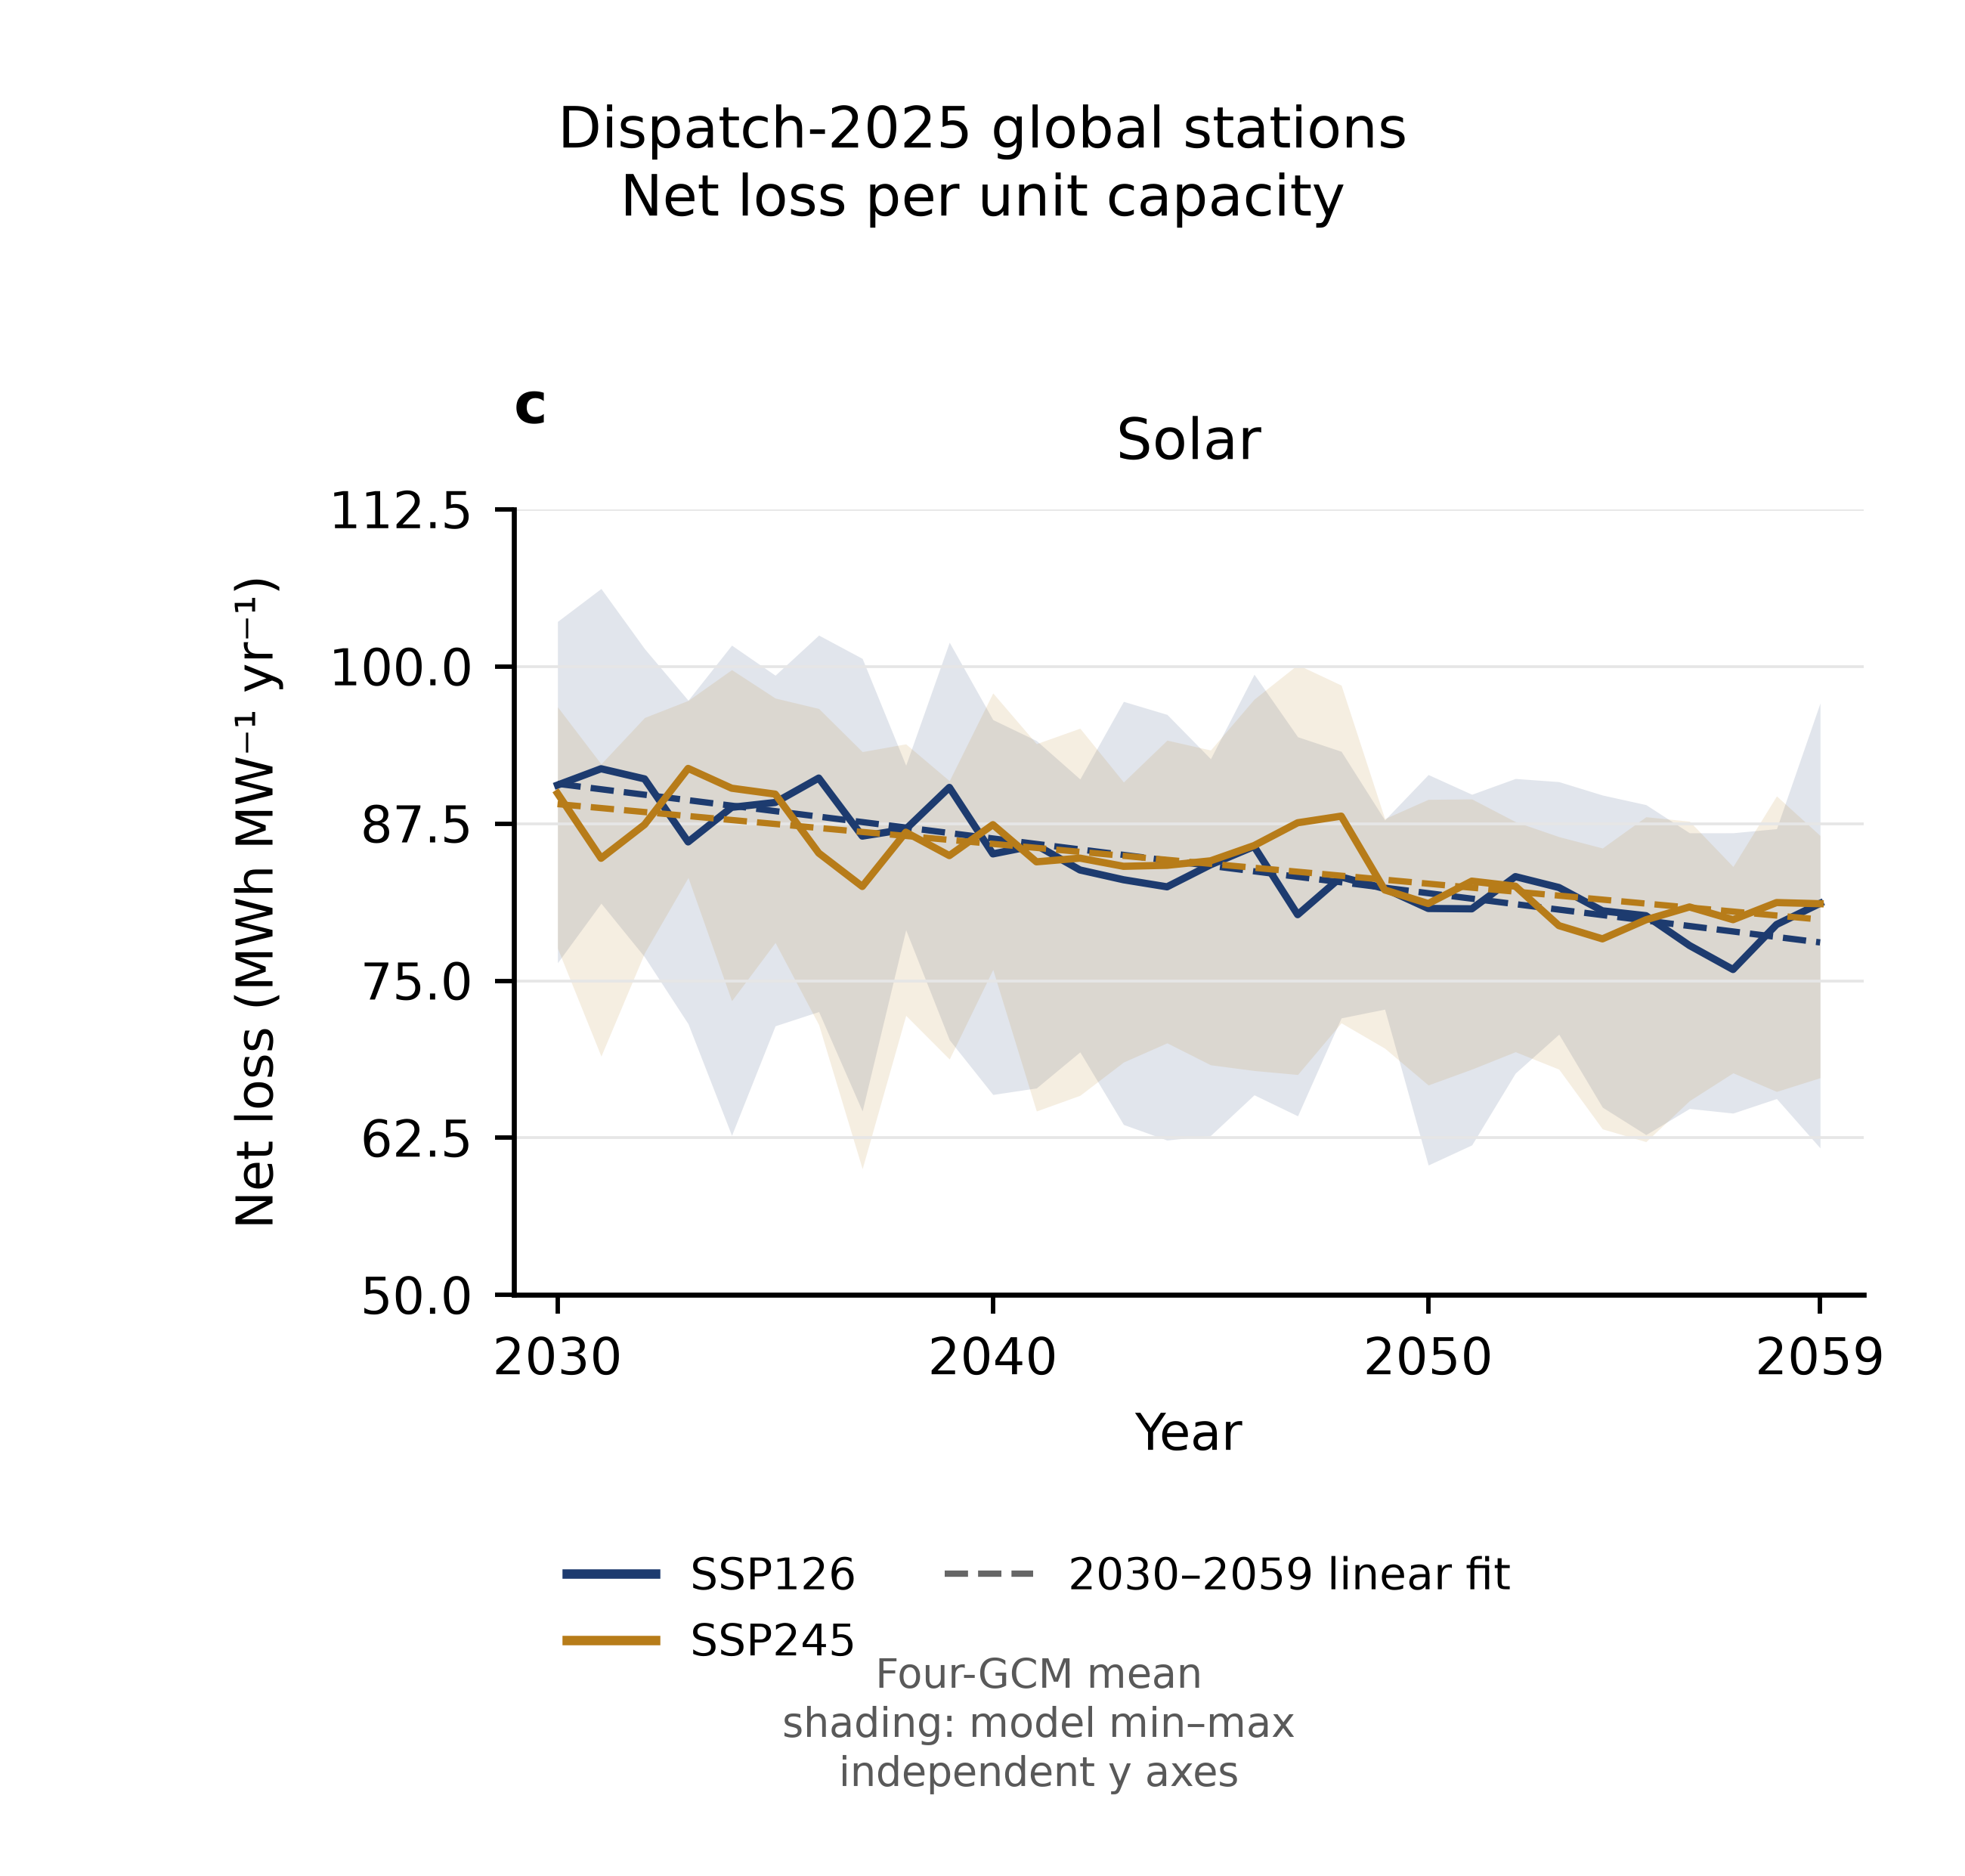 Dispatch-2025 global stations
Net loss per unit capacity
c
Solar
Net loss (MWh MW⁻¹ yr⁻¹)
112.5
100.0
87.5
75.0
62.5
50.0
2030
2040
2050
2059
Year
SSP126
2030–2059 linear fit
SSP245
Four-GCM mean
shading: model min–max
independent y axes